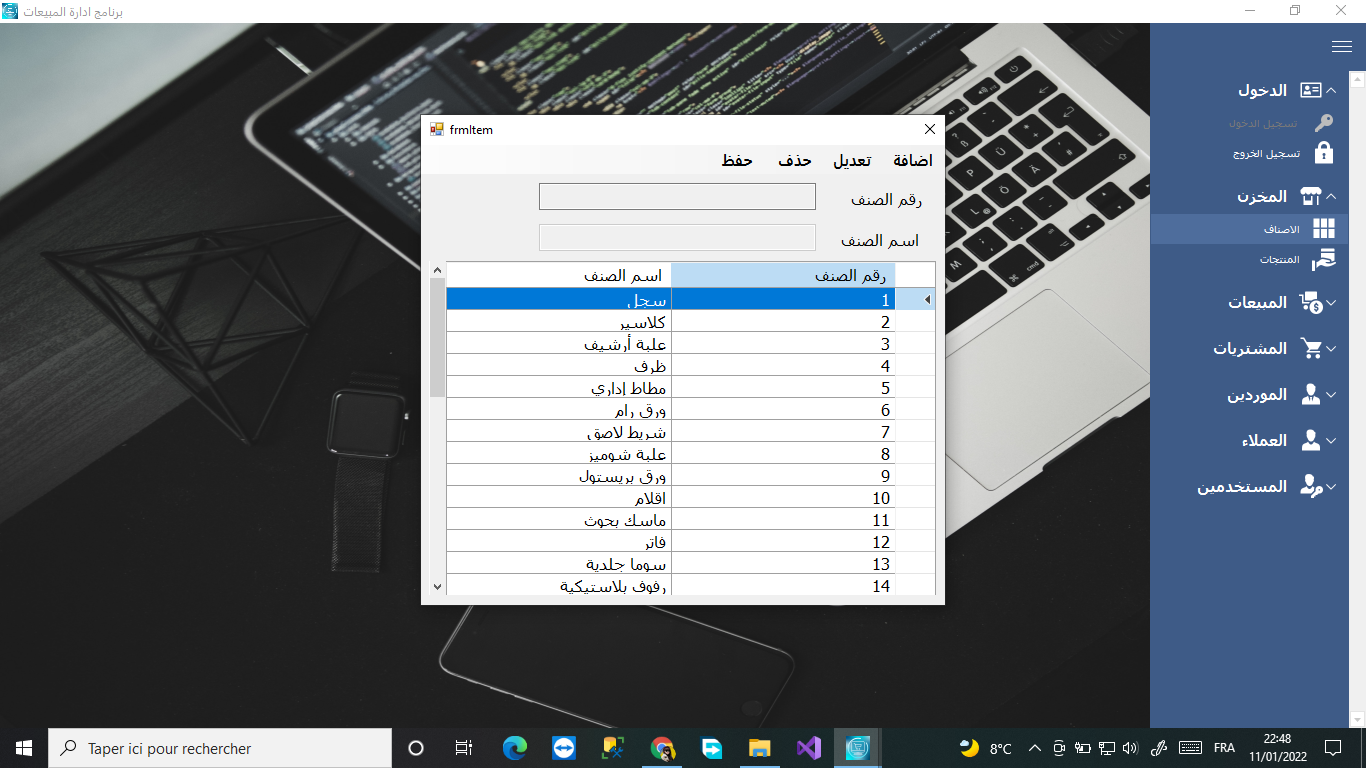 برنامج ادارة المبيعات
الدخول
تسجيل الدخول
تسجيل الخروج
المخزن
الاصناف
المنتجات
المبيعات
المشتريات
الموردين
العملاء
المستخدمين
frmItem
اضافة تعديل حذف حفظ
رقم الصنف
اسم الصنف
رقم الصنف اسم الصنف
1 سجل
2 كلاسير
3 علبة أرشيف
4 ظرف
5 مطاط إداري
6 ورق رام
7 شريط لاصق
8 علبة شوميز
9 ورق بريستول
10 اقلام
11 ماسك بحوث
12 فاتر
13 سوما جلدية
14 رفوف بلاستيكية
Taper ici pour rechercher
8°C
FRA
22:48
11/01/2022